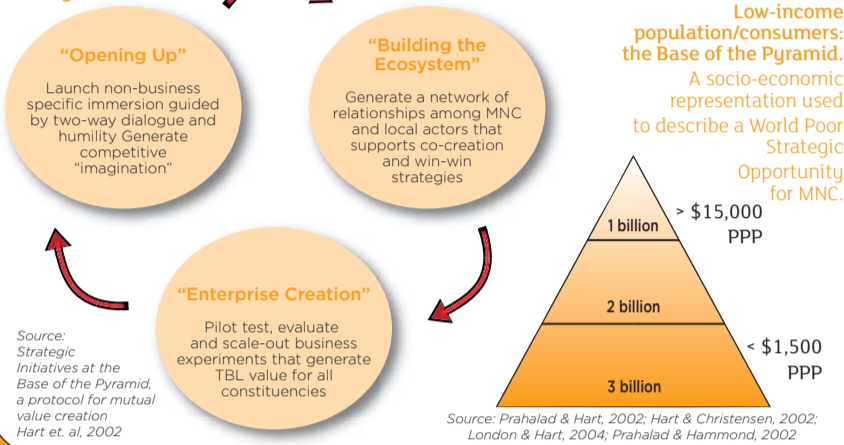 “Opening Up”
Launch non-business
specific immersion guided
by two-way dialogue and
humility Generate
competitive
“imagination”
“Building the
Ecosystem”
Generate a network of
relationships among MNC
and local actors that
supports co-creation
and win-win
strategies
“Enterprise Creation”
Pilot test, evaluate
and scale-out business
experiments that generate
TBL value for all
constituencies
Source:
Strategic
Initiatives at the
Base of the Pyramid,
a protocol for mutual
value creation
Hart et. al, 2002
Low-income
population/consumers:
the Base of the Pyramid.
A socio-economic
representation used
to describe a World Poor
Strategic
Opportunity
for MNC.
1 billion
> $15,000
PPP
2 billion
< $1,500
PPP
3 billion
Source: Prahalad & Hart, 2002; Hart & Christensen, 2002;
London & Hart, 2004; Prahalad & Hammond, 2002